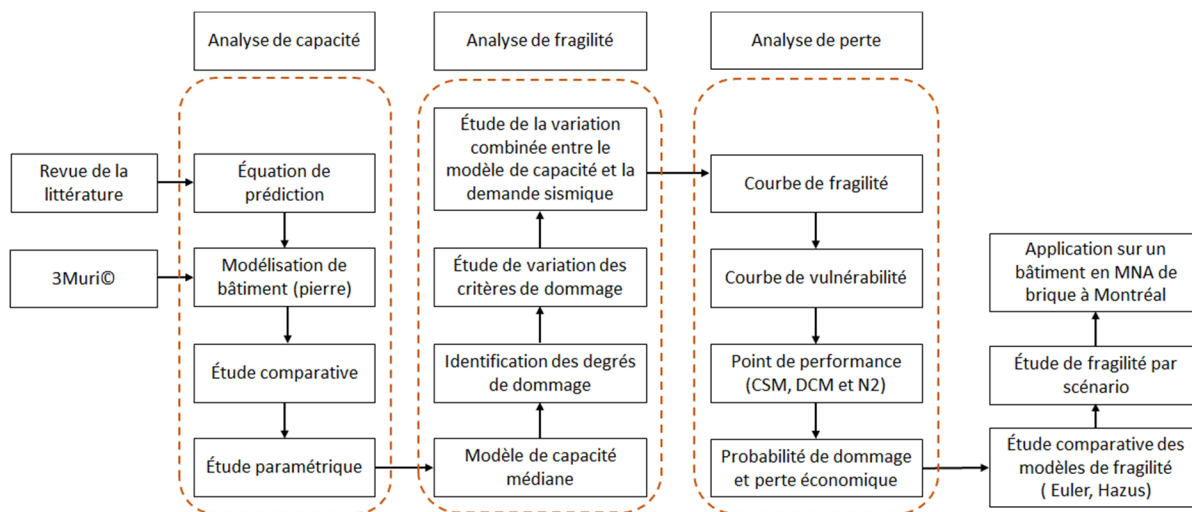 Analyse de capacité
Analyse de fragilité
Analyse de perte
Revue de la
littérature
3Muri©
Équation de
prédiction
Modélisation de
bâtiment (pierre)
Étude comparative
Étude paramétrique
Étude de la variation
combinée entre le
modèle de capacité et la
demande sismique
Étude de variation des
critères de dommage
Identification des degrés
de dommage
Modèle de capacité
médiane
Courbe de fragilité
Courbe de vulnérabilité
Point de performance
(CSM, DCM et N2)
Probabilité de dommage
et perte économique
Application sur un
bâtiment en MNA de
brique à Montréal
Étude de fragilité par
scénario
Étude comparative des
modèles de fragilité
( Euler, Hazus)